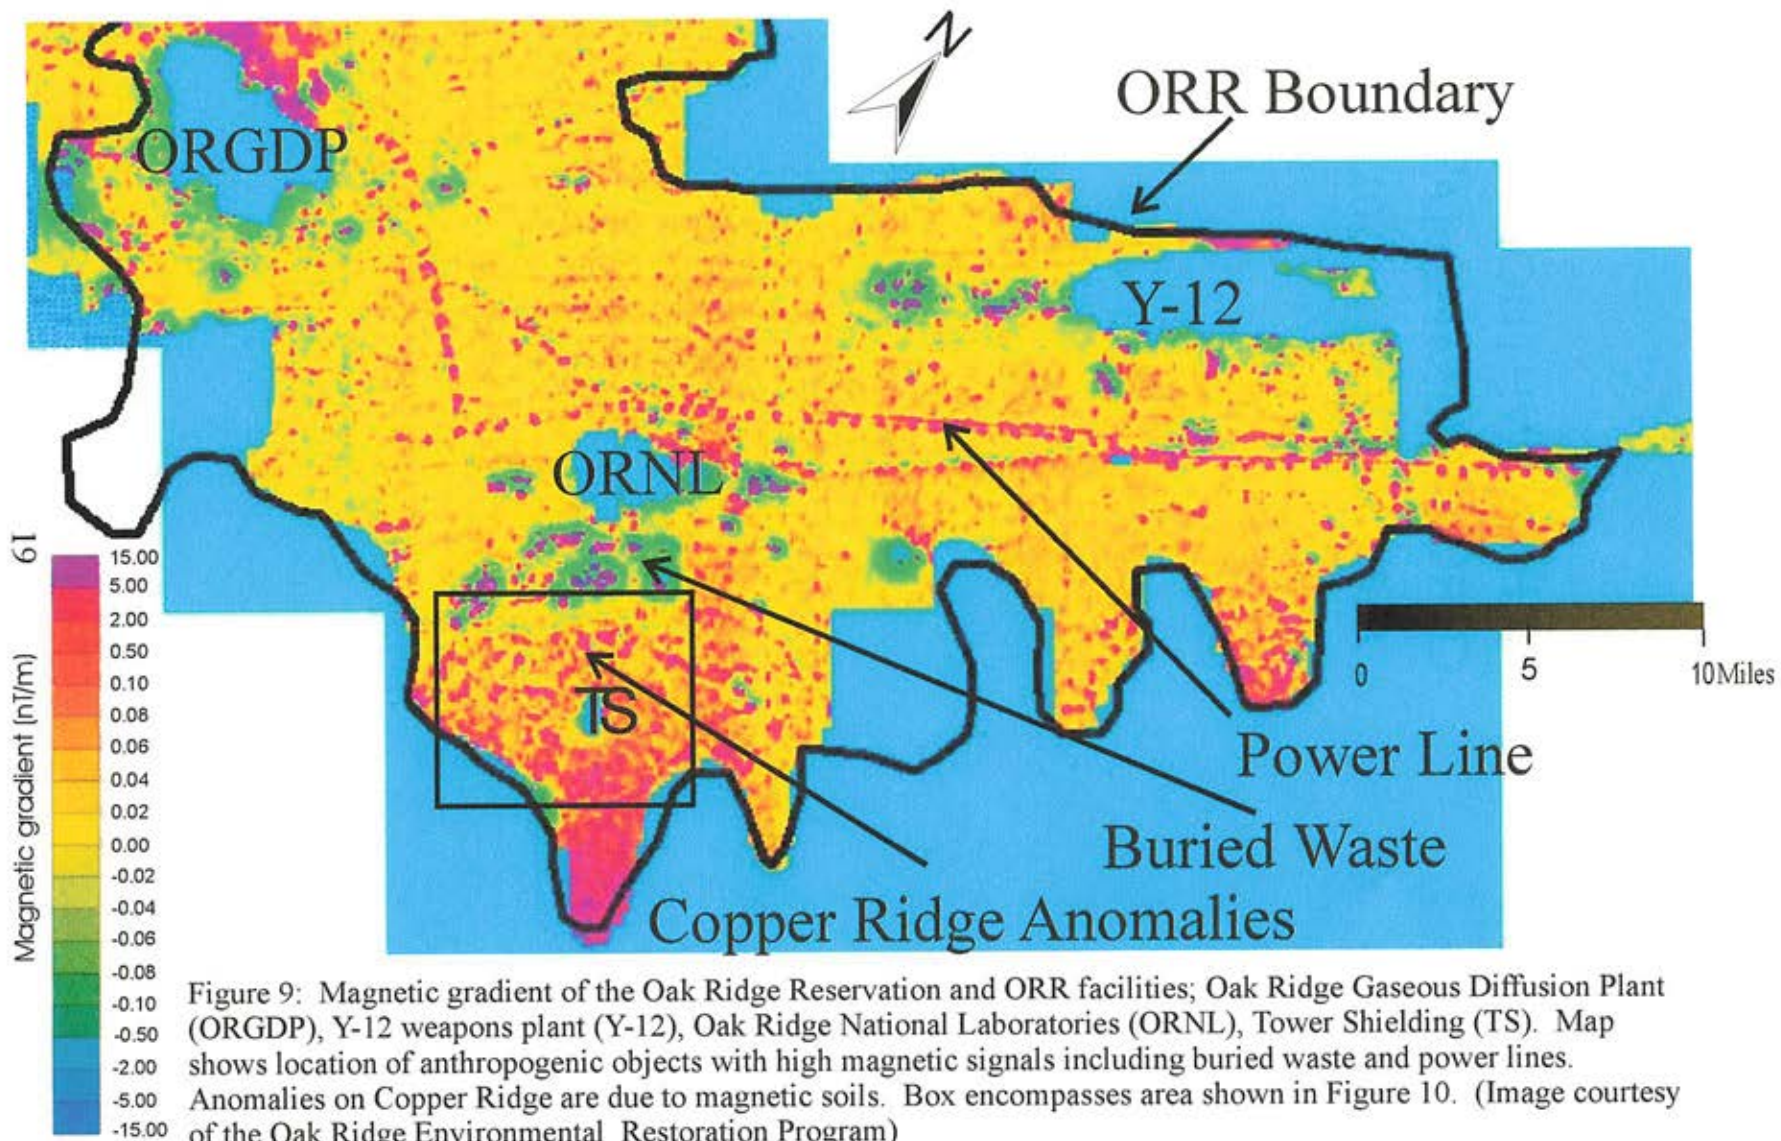 N
ORR Boundary
ORGDP
Y-12
ORNL
TS
19
15.00
5.00
2.00
0.50
0.10
0.08
0.06
0.04
0.02
0.00
-0.02
-0.04
-0.06
-0.08
-0.10
-0.50
-2.00
-5.00
-15.00
Magnetic gradient (nT/m)
0 5 10 Miles
Power Line
Buried Waste
Copper Ridge Anomalies
Figure 9: Magnetic gradient of the Oak Ridge Reservation and ORR facilities; Oak Ridge Gaseous Diffusion Plant
(ORGDP), Y-12 weapons plant (Y-12), Oak Ridge National Laboratories (ORNL), Tower Shielding (TS). Map
shows location of anthropogenic objects with high magnetic signals including buried waste and power lines.
Anomalies on Copper Ridge are due to magnetic soils. Box encompasses area shown in Figure 10. (Image courtesy
of the Oak Ridge Environmental Restoration Program)